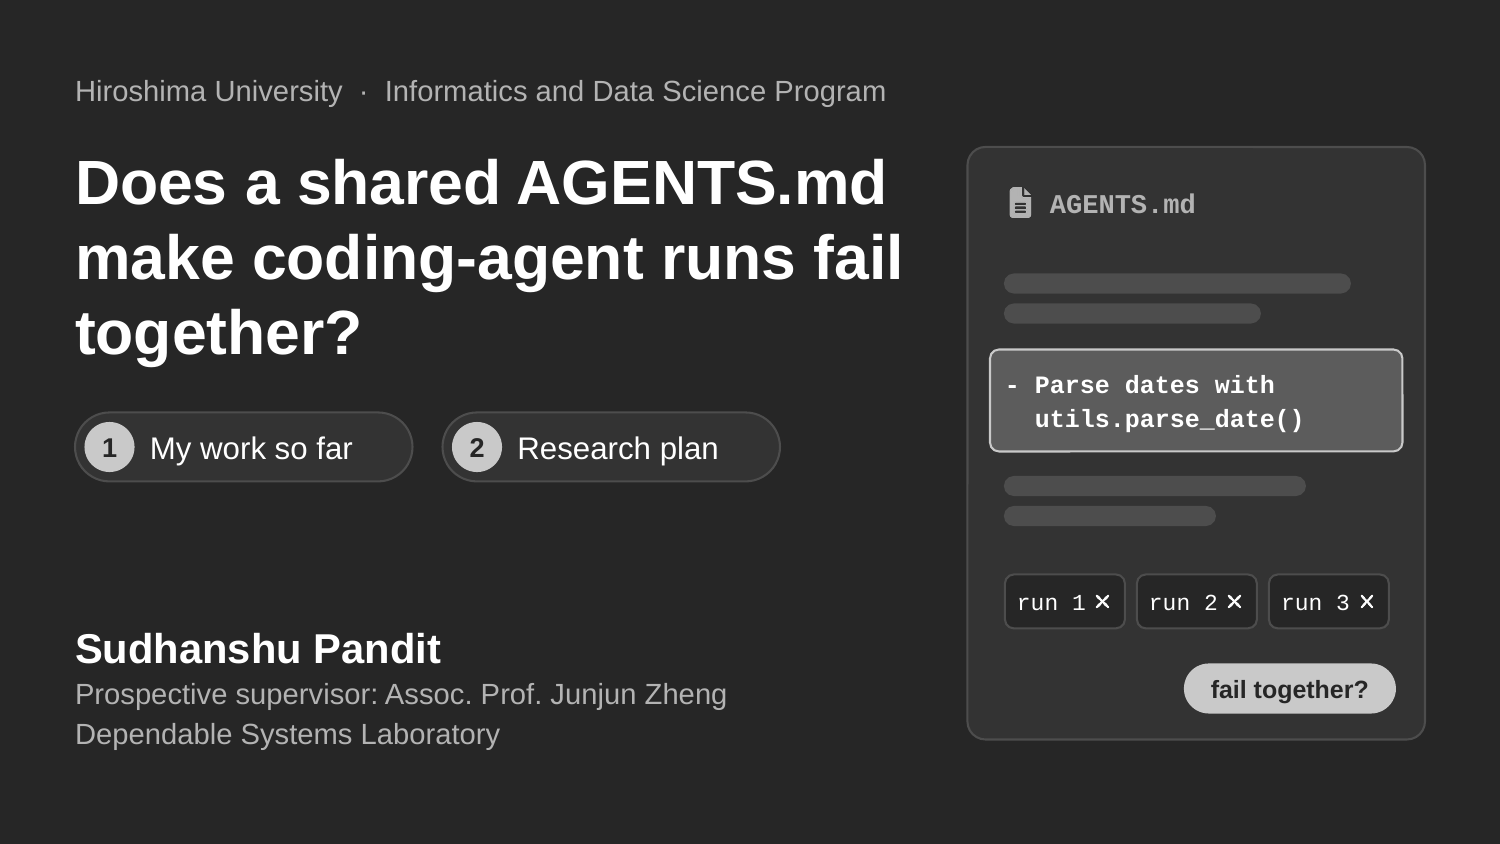 Hiroshima University · Informatics and Data Science Program
Does a shared AGENTS.md
make coding-agent runs fail
together?
1 My work so far
2 Research plan
Sudhanshu Pandit
Prospective supervisor: Assoc. Prof. Junjun Zheng
Dependable Systems Laboratory
AGENTS.md
- Parse dates with
utils.parse_date()
run 1 ✕
run 2 ✕
run 3 ✕
fail together?